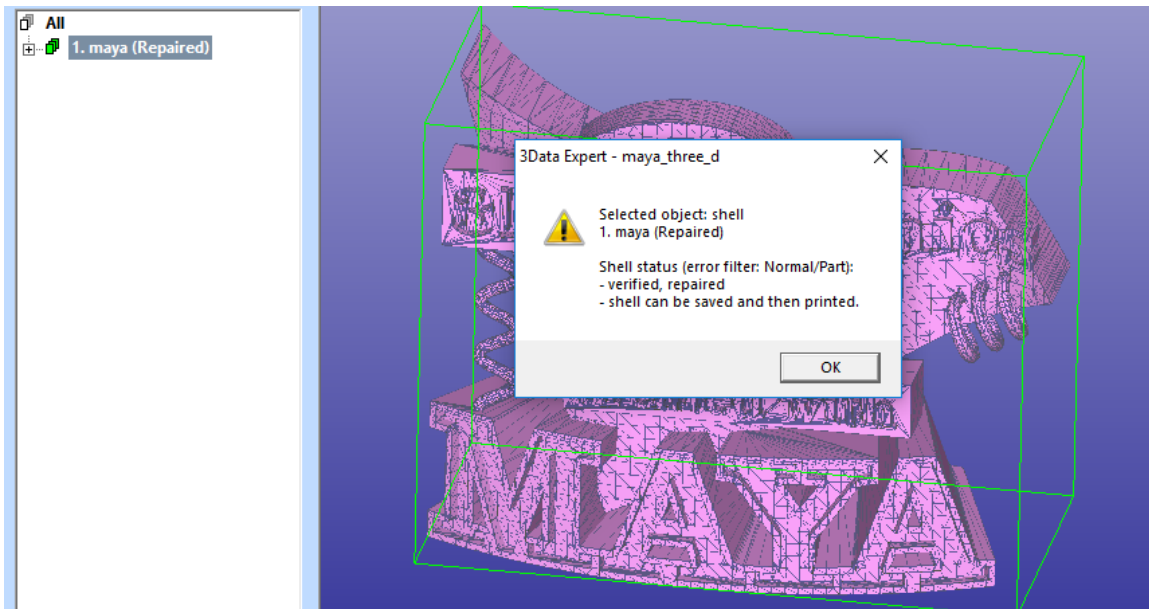 All
1. maya (Repaired)
3Data Expert - maya_three_d
Selected object: shell
1. maya (Repaired)
Shell status (error filter: Normal/Part):
- verified, repaired
- shell can be saved and then printed.
OK
MAYA